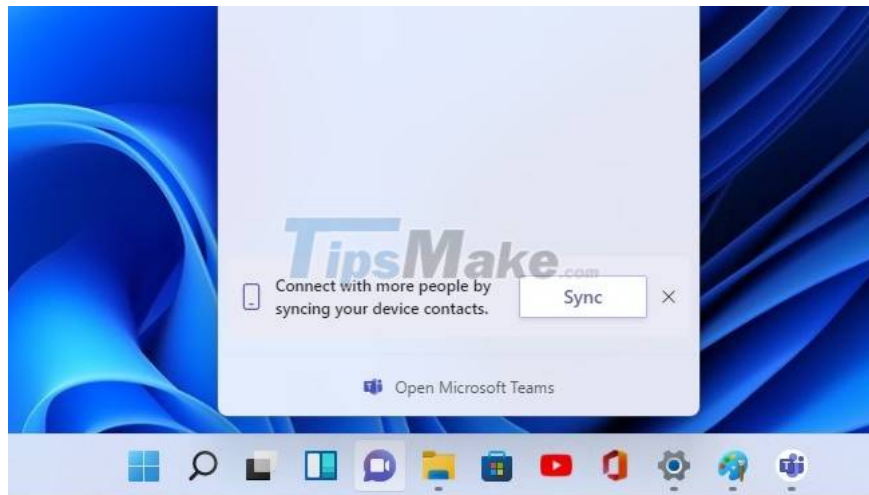 TipsMake.com
Connect with more people by
syncing your device contacts.
Sync
Open Microsoft Teams